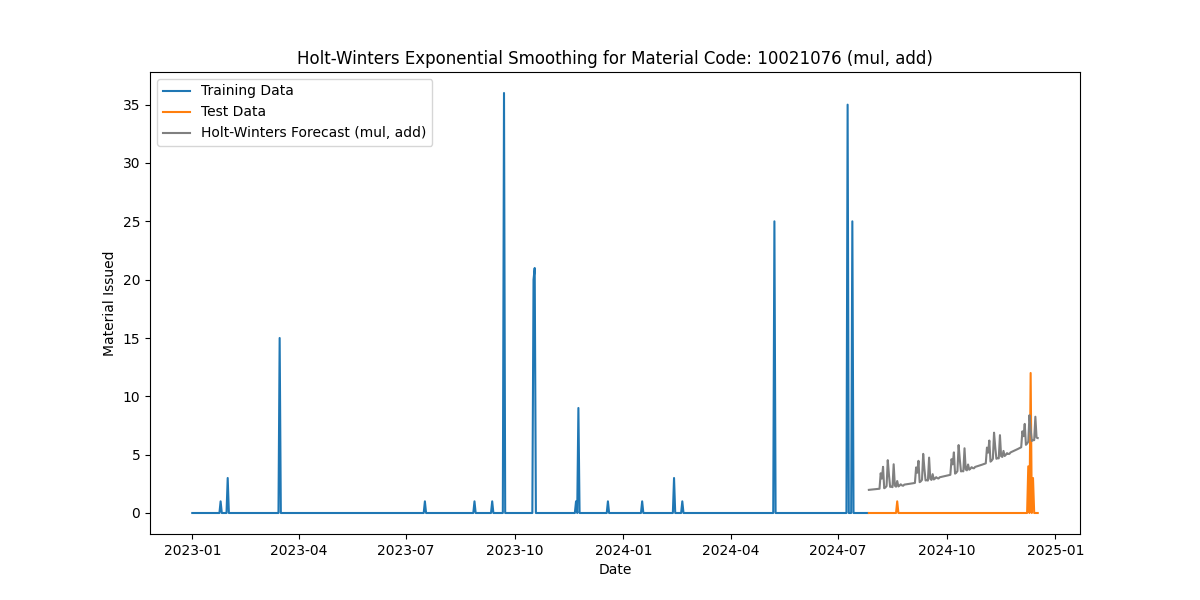 Holt-Winters Exponential Smoothing for Material Code: 10021076 (mul, add)
Training Data
Test Data
Holt-Winters Forecast (mul, add)
Material Issued
35
30
25
20
15
10
5
0
2023-01
2023-04
2023-07
2023-10
2024-01
2024-04
2024-07
2024-10
2025-01
Date